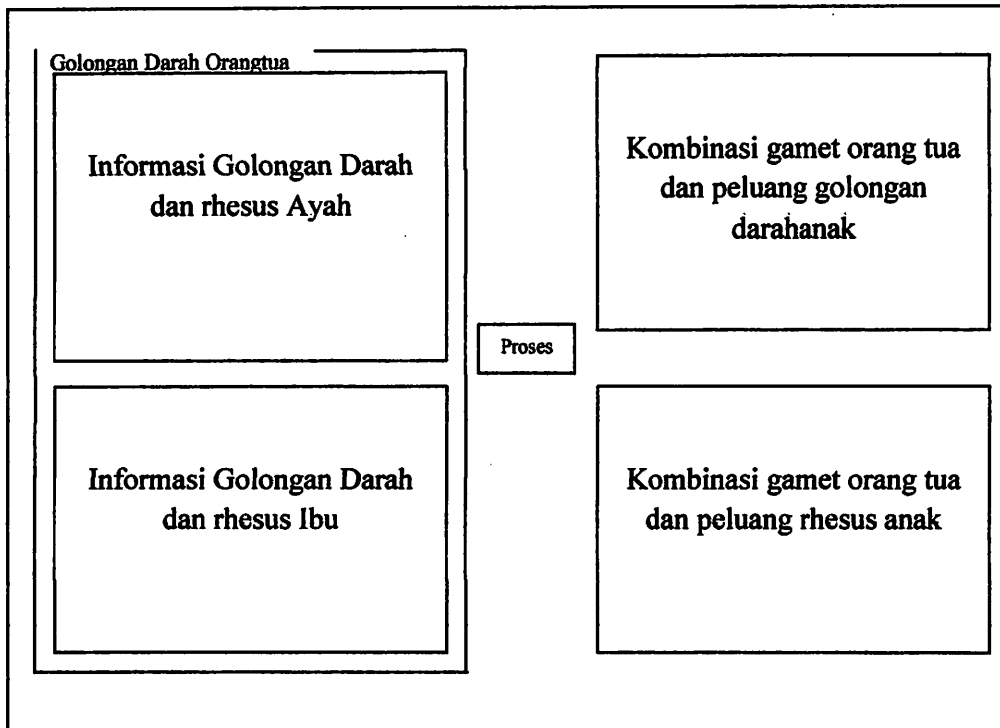 Golongan Darah Orangtua
Informasi Golongan Darah
dan rhesus Ayah
Informasi Golongan Darah
dan rhesus Ibu
Proses
Kombinasi gamet orang tua
dan peluang golongan
darahanak
Kombinasi gamet orang tua
dan peluang rhesus anak